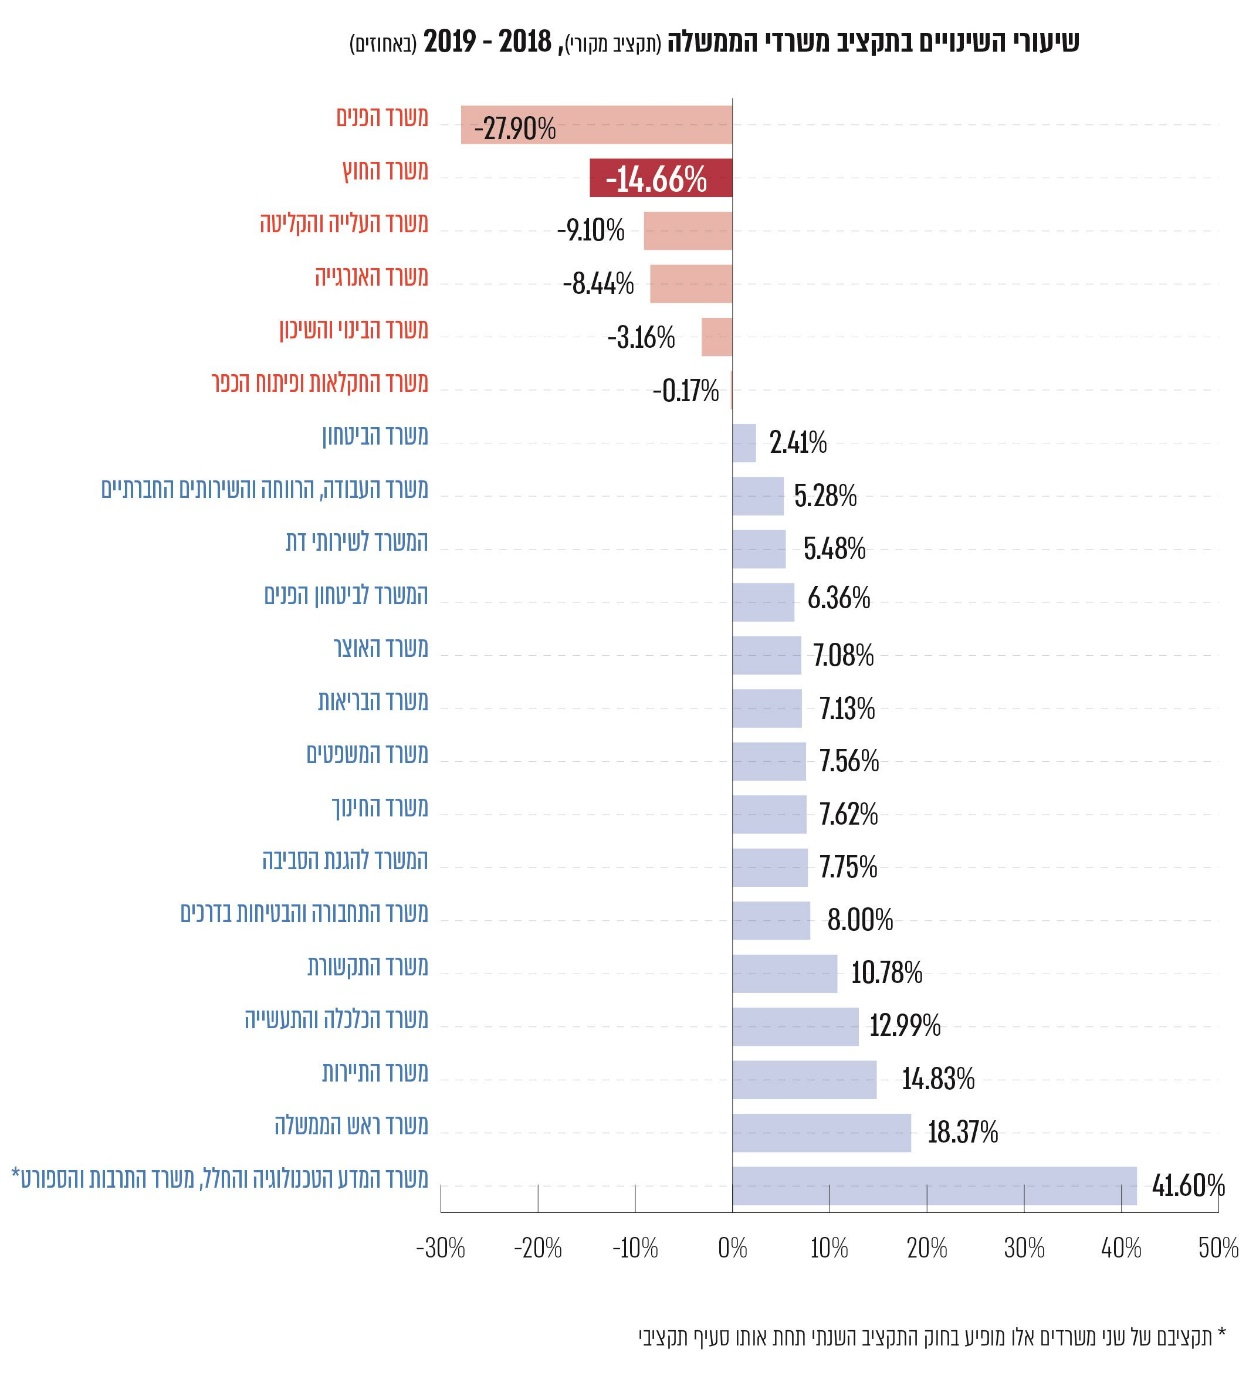 שיעורי השינויים בתקציב משרדי הממשלה (תקציב מקורי), 2018 - 2019 (באחוזים)
משרד הפנים -27.90%
משרד החוץ -14.66%
משרד העלייה והקליטה -9.10%
משרד האנרגייה -8.44%
משרד הבינוי והשיכון -3.16%
משרד החקלאות ופיתוח הכפר -0.17%
משרד הביטחון 2.41%
משרד העבודה, הרווחה והשירותים החברתיים 5.28%
המשרד לשירותי דת 5.48%
המשרד לביטחון הפנים 6.36%
משרד האוצר 7.08%
משרד הבריאות 7.13%
משרד המשפטים 7.56%
משרד החינוך 7.62%
המשרד להגנת הסביבה 7.75%
משרד התחבורה והבטיחות בדרכים 8.00%
משרד התקשורת 10.78%
משרד הכלכלה והתעשייה 12.99%
משרד התיירות 14.83%
משרד ראש הממשלה 18.37%
משרד המדע הטכנולוגיה והחלל, משרד התרבות והספורט* 41.60%
-30% -20% -10% 0% 10% 20% 30% 40% 50%
* תקציבם של שני משרדים אלו מופיע בחוק התקציב השנתי תחת אותו סעיף תקציבי